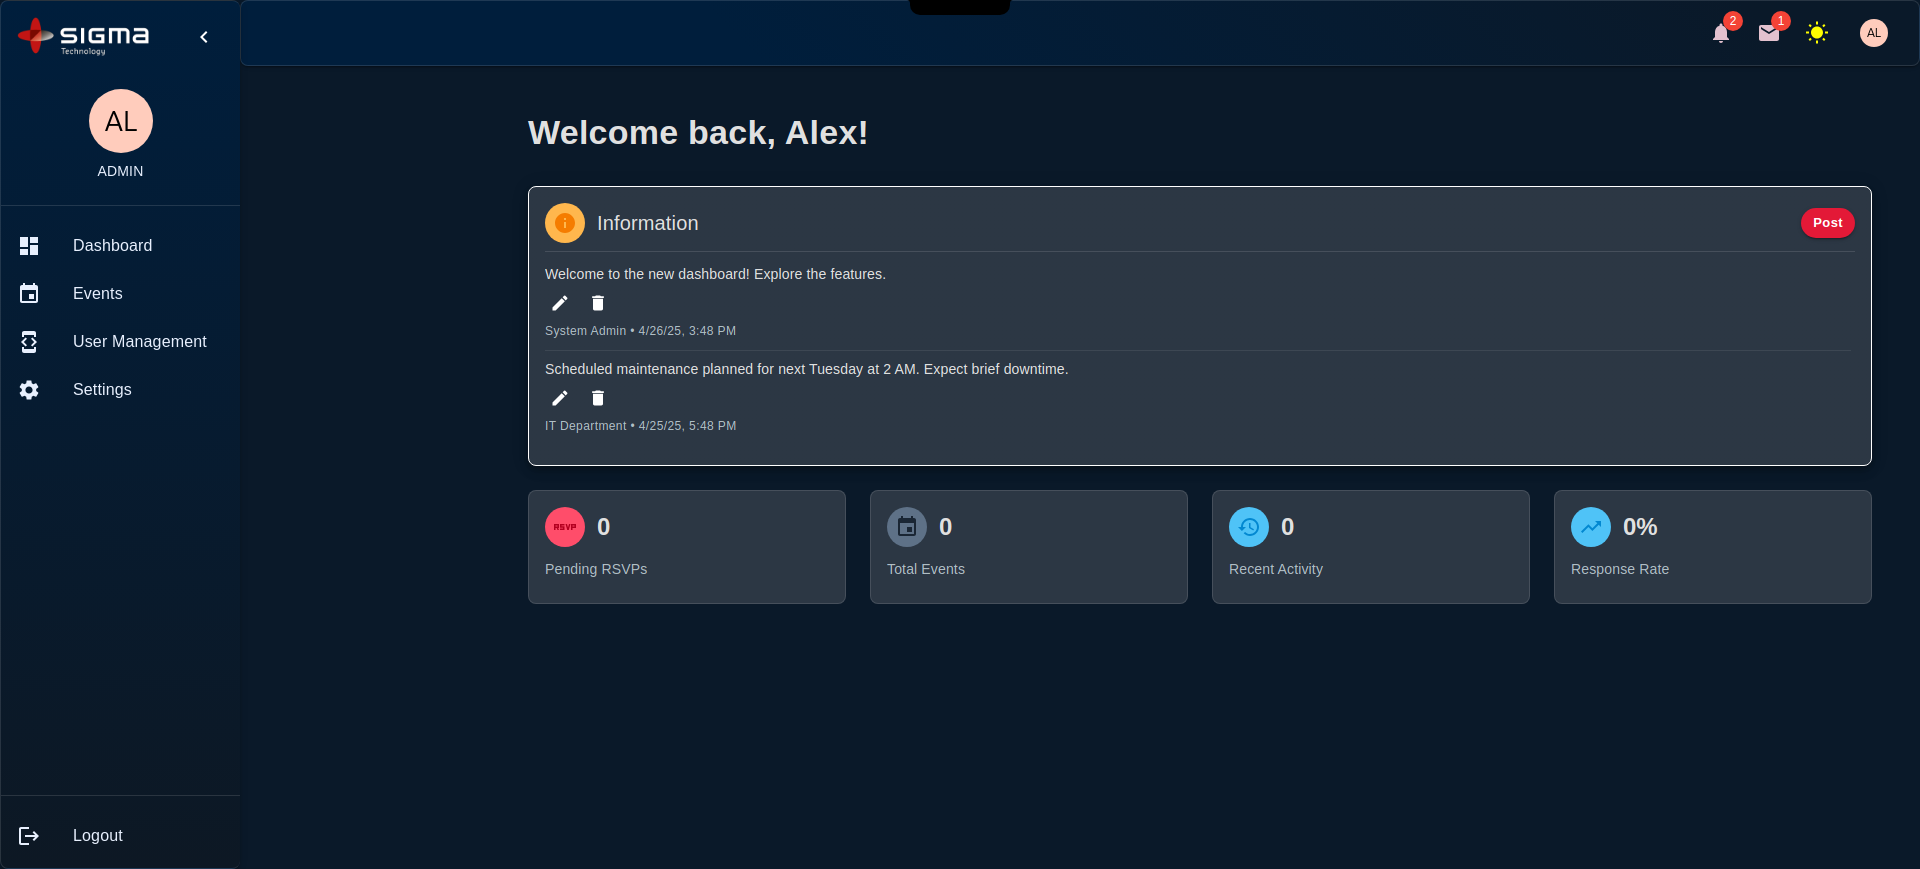 SIGMA
Technology
2
1
AL
AL
ADMIN
Dashboard
Events
User Management
Settings
Logout
Welcome back, Alex!
Information
Post
Welcome to the new dashboard! Explore the features.
System Admin • 4/26/25, 3:48 PM
Scheduled maintenance planned for next Tuesday at 2 AM. Expect brief downtime.
IT Department • 4/25/25, 5:48 PM
RSVP
0
Pending RSVPs
0
Total Events
0
Recent Activity
0%
Response Rate